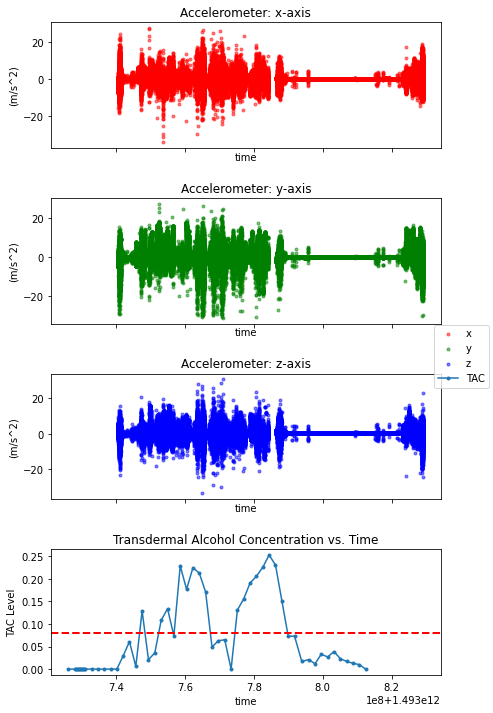 Accelerometer: x-axis
(m/s^2)
20
0
−20
time
Accelerometer: y-axis
(m/s^2)
20
0
−20
time
x
y
z
TAC
Accelerometer: z-axis
(m/s^2)
20
0
−20
time
Transdermal Alcohol Concentration vs. Time
TAC Level
0.25
0.20
0.15
0.10
0.05
0.00
7.4 7.6 7.8 8.0 8.2
time
1e8+1.493e12